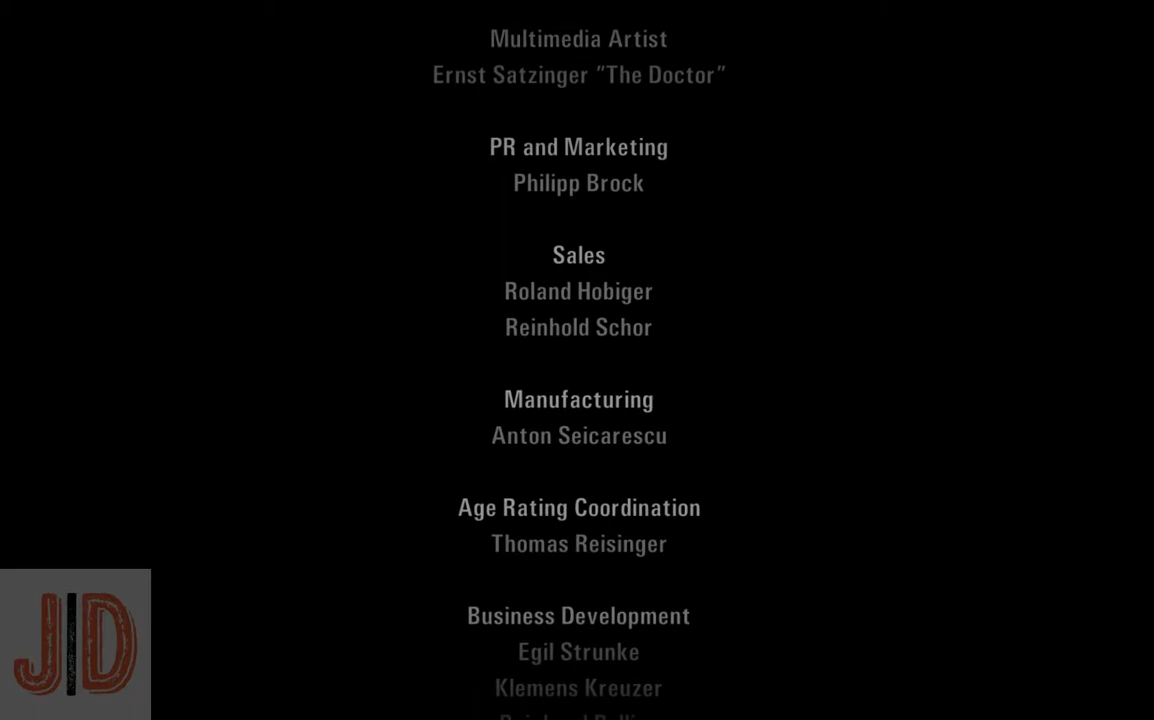 Multimedia Artist
Ernst Satzinger "The Doctor"
PR and Marketing
Philipp Brock
Sales
Roland Hobiger
Reinhold Schor
Manufacturing
Anton Seicarescu
Age Rating Coordination
Thomas Reisinger
Business Development
Egil Strunke
Klemens Kreuzer
J|D